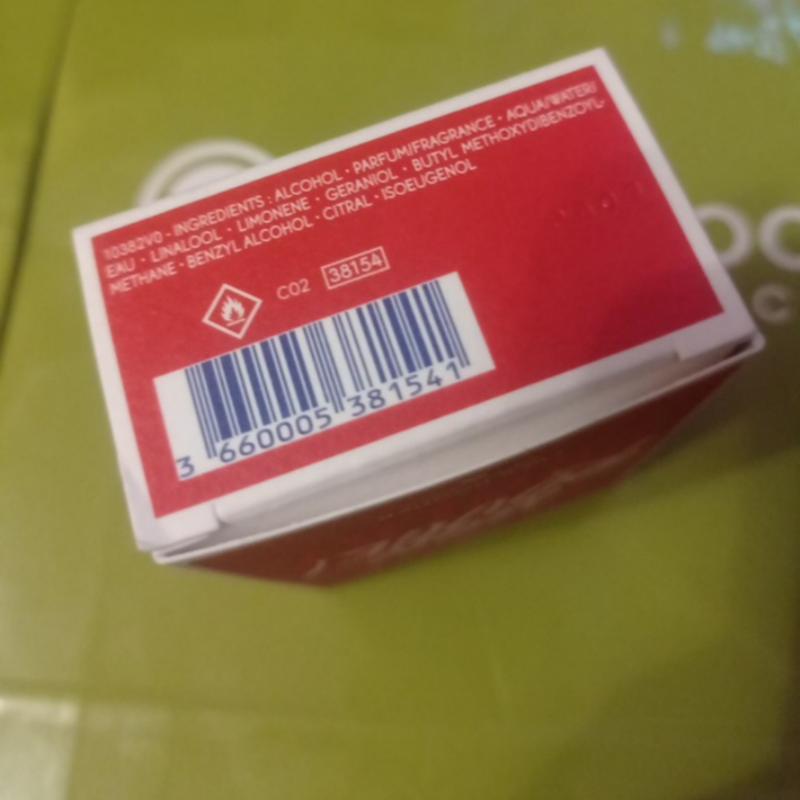 10382V0 - INGREDIENTS : ALCOHOL · PARFUM/FRAGRANCE · AQUA/WATER/
EAU · LINALOOL · LIMONENE · GERANIOL · BUTYL METHOXYDIBENZOYL-
METHANE · BENZYL ALCOHOL · CITRAL · ISOEUGENOL
C02 38154
3 660005 381541